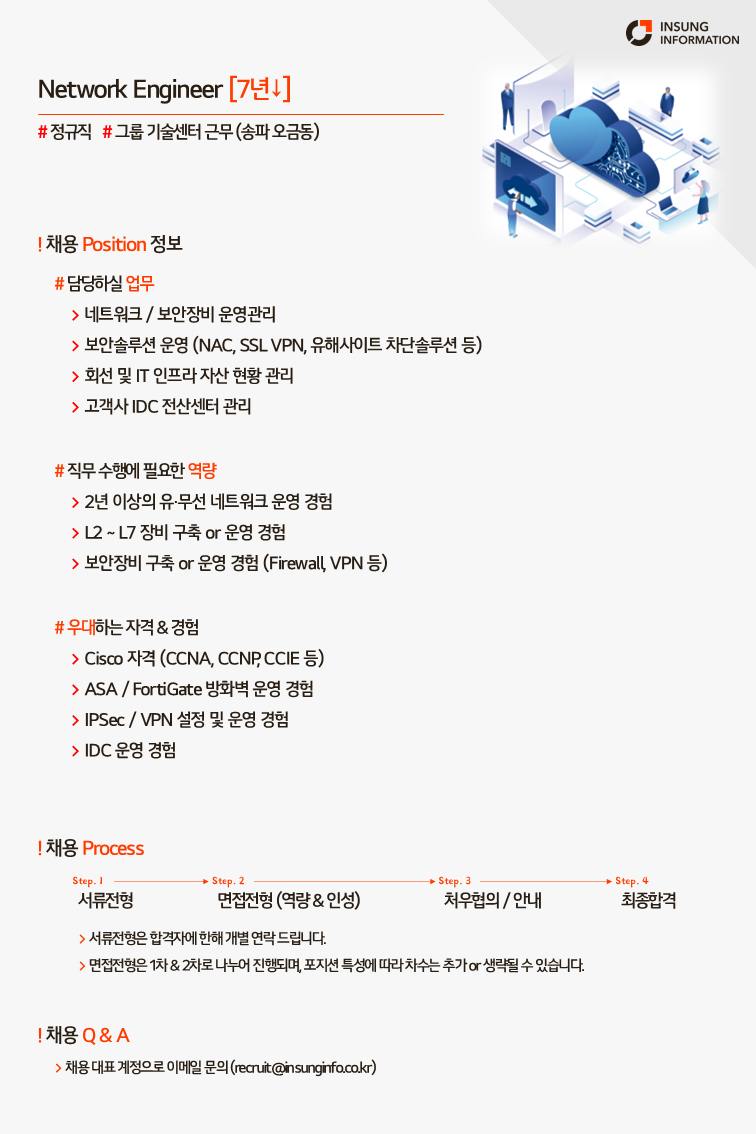 INSUNG
INFORMATION
Network Engineer [7년↓]
# 정규직 # 그룹 기술센터 근무 (송파 오금동)
! 채용 Position 정보
# 담당하실 업무
> 네트워크 / 보안장비 운영관리
> 보안솔루션 운영 (NAC, SSL VPN, 유해사이트 차단솔루션 등)
> 회선 및 IT 인프라 자산 현황 관리
> 고객사 IDC 전산센터 관리
# 직무 수행에 필요한 역량
> 2년 이상의 유·무선 네트워크 운영 경험
> L2 ~ L7 장비 구축 or 운영 경험
> 보안장비 구축 or 운영 경험 (Firewall, VPN 등)
# 우대하는 자격 & 경험
> Cisco 자격 (CCNA, CCNP, CCIE 등)
> ASA / FortiGate 방화벽 운영 경험
> IPSec / VPN 설정 및 운영 경험
> IDC 운영 경험
! 채용 Process
Step. 1 Step. 2 Step. 3 Step. 4
서류전형 면접전형 (역량 & 인성) 처우협의 / 안내 최종합격
> 서류전형은 합격자에 한해 개별 연락 드립니다.
> 면접전형은 1차 & 2차로 나누어 진행되며, 포지션 특성에 따라 차수는 추가 or 생략될 수 있습니다.
! 채용 Q & A
> 채용 대표 계정으로 이메일 문의 (recruit@insunginfo.co.kr)